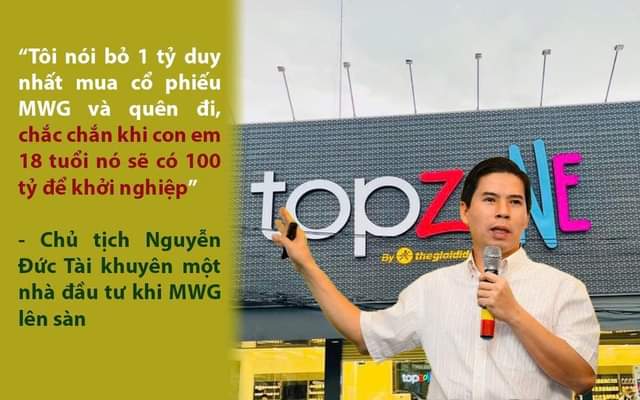 “Tôi nói bỏ 1 tỷ duy
nhất mua cổ phiếu
MWG và quên đi,
chắc chắn khi con em
18 tuổi nó sẽ có 100
tỷ để khởi nghiệp”
- Chủ tịch Nguyễn
Đức Tài khuyên một
nhà đầu tư khi MWG
lên sàn
topzONE
By thegioidid
topzo